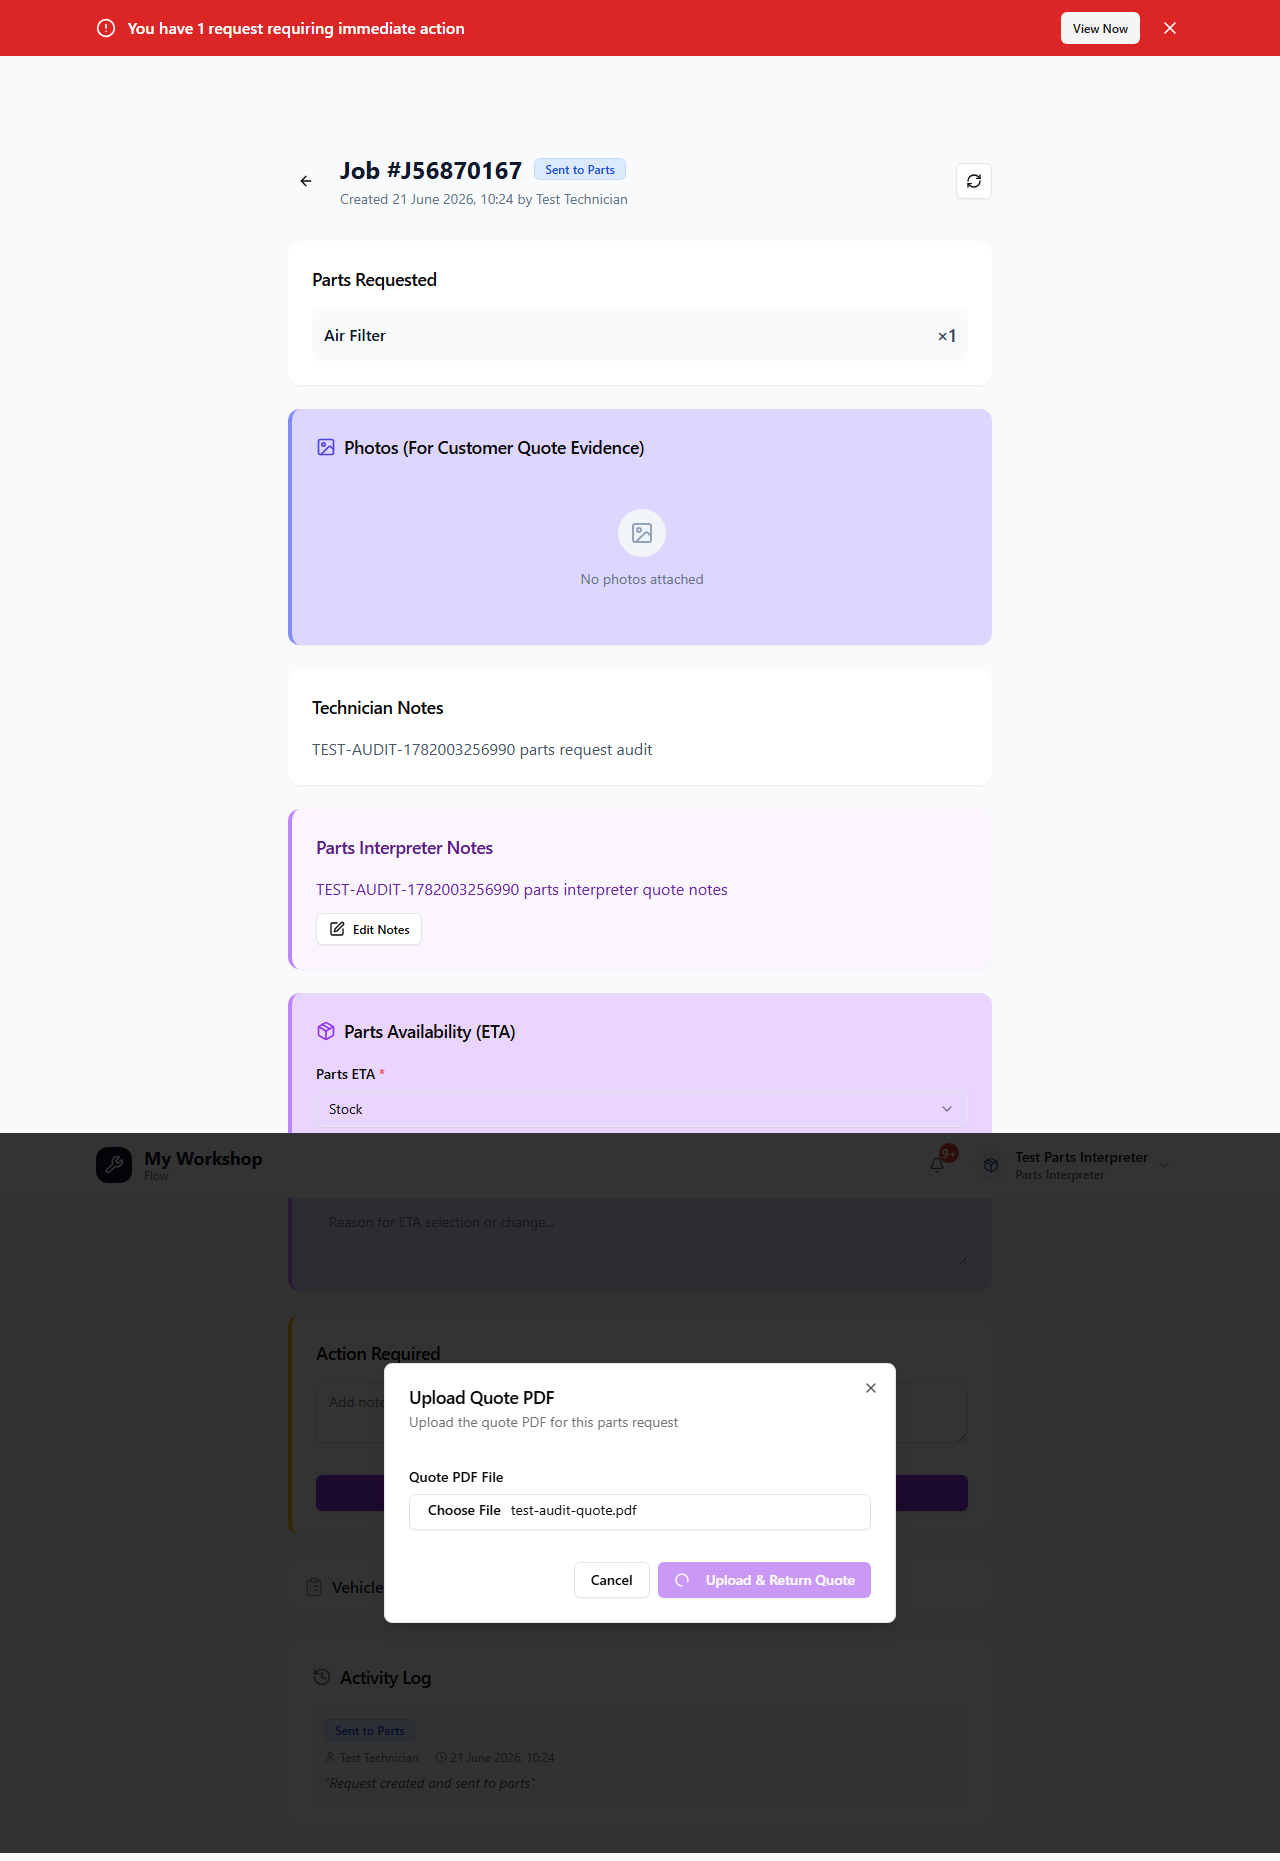 You have 1 request requiring immediate action
View Now
Job #J56870167
Sent to Parts
Created 21 June 2026, 10:24 by Test Technician
Parts Requested
Air Filter
×1
Photos (For Customer Quote Evidence)
No photos attached
Technician Notes
TEST-AUDIT-1782003256990 parts request audit
Parts Interpreter Notes
TEST-AUDIT-1782003256990 parts interpreter quote notes
Edit Notes
Parts Availability (ETA)
Parts ETA *
Stock
My Workshop
Flow
9+
Test Parts Interpreter
Parts Interpreter
Reason for ETA selection or change...
Action Required
Add note
Upload Quote PDF
Upload the quote PDF for this parts request
Quote PDF File
Choose File test-audit-quote.pdf
Cancel
Upload & Return Quote
Vehicle
Activity Log
Sent to Parts
Test Technician 21 June 2026, 10:24
"Request created and sent to parts"